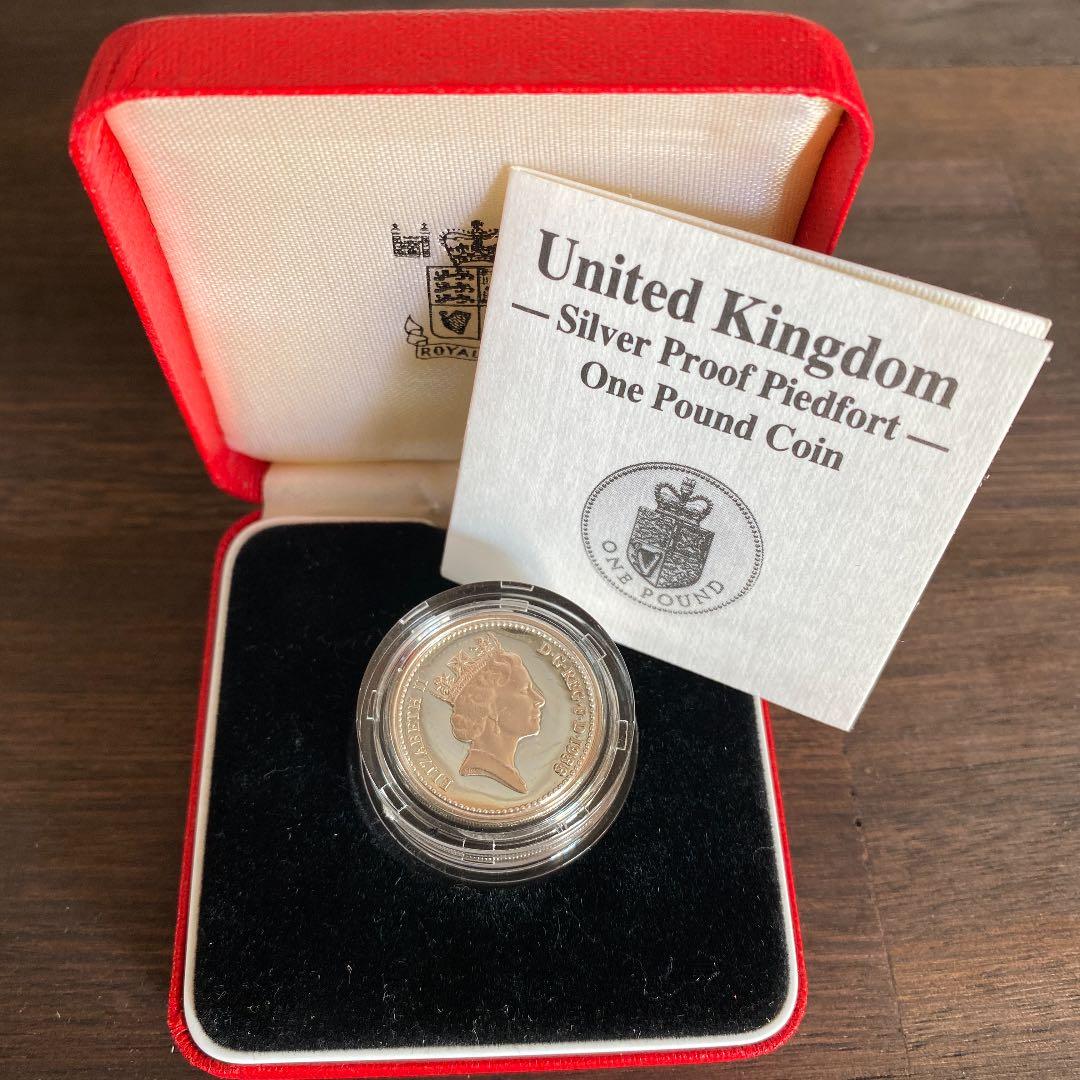 ROYAL
United Kingdom
— Silver Proof Piedfort —
One Pound Coin
ONE POUND
ELIZABETH II D·G·REG·F·D·1988